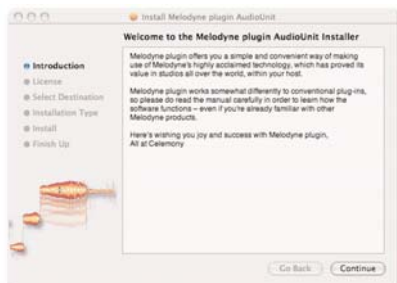 Install Melodyne plugin AudioUnit
Welcome to the Melodyne plugin AudioUnit Installer
Introduction
License
Select Destination
Installation Type
Install
Finish Up
Melodyne plugin offers you a simple and convenient way of making
use of Melodyne's highly acclaimed technology, which has proved its
value in studios all over the world, within your host.
Melodyne plugin works somewhat differently to conventional plug-ins,
so please do read the manual carefully in order to learn how the
software functions – even if you're already familiar with other
Melodyne products.
Here's wishing you joy and success with Melodyne plugin,
All at Celemony
Go Back
Continue